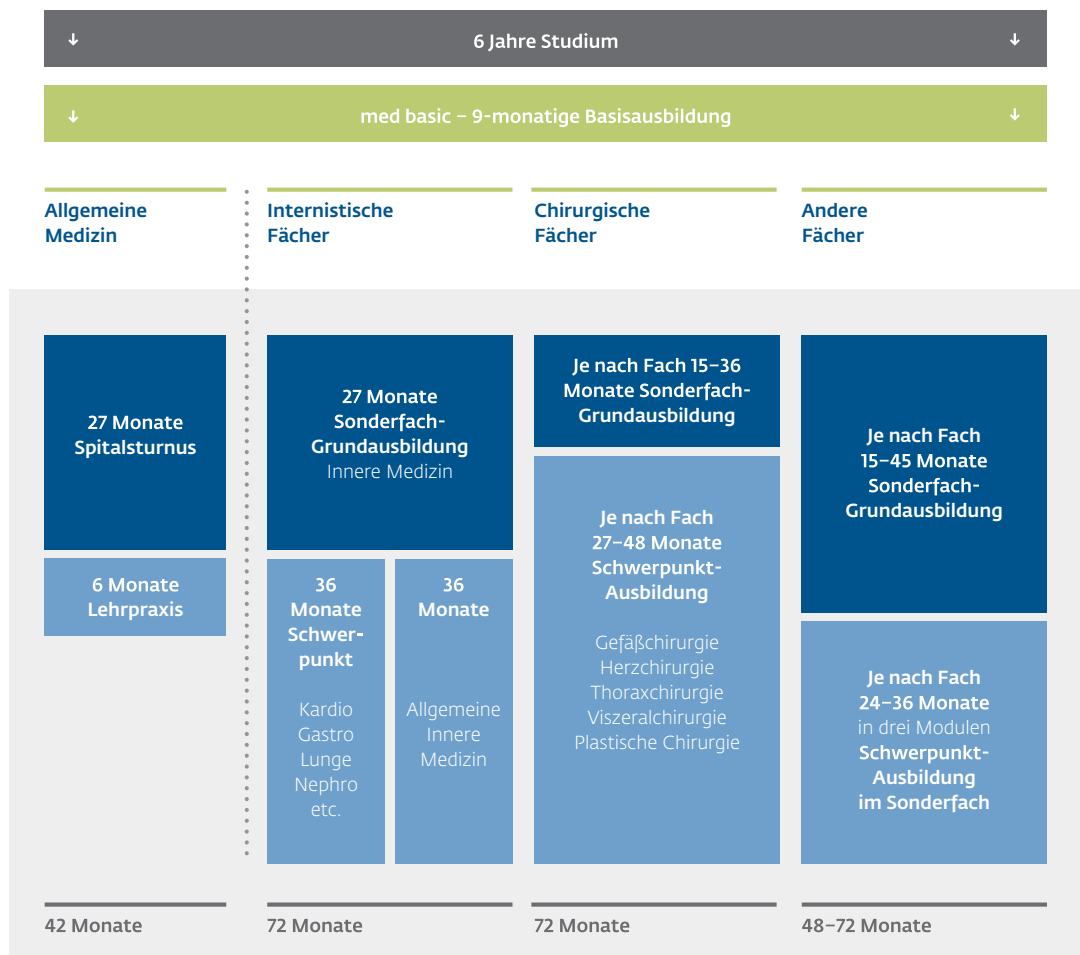 ↓ 6 Jahre Studium ↓
↓ med basic – 9-monatige Basisausbildung ↓
Allgemeine
Medizin
Internistische
Fächer
Chirurgische
Fächer
Andere
Fächer
27 Monate
Spitalsturnus
6 Monate
Lehrpraxis
27 Monate
Sonderfach-
Grundausbildung
Innere Medizin
36
Monate
Schwer-
punkt
Kardio
Gastro
Lunge
Nephro
etc.
36
Monate
Allgemeine
Innere
Medizin
Je nach Fach 15–36
Monate Sonderfach-
Grundausbildung
Je nach Fach
27–48 Monate
Schwerpunkt-
Ausbildung
Gefäßchirurgie
Herzchirurgie
Thoraxchirurgie
Viszeralchirurgie
Plastische Chirurgie
Je nach Fach
15–45 Monate
Sonderfach-
Grundausbildung
Je nach Fach
24–36 Monate
in drei Modulen
Schwerpunkt-
Ausbildung
im Sonderfach
42 Monate
72 Monate
72 Monate
48–72 Monate